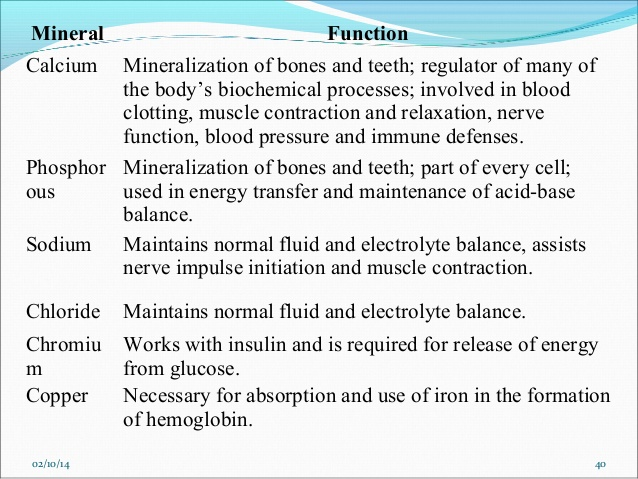 Mineral Function
Calcium Mineralization of bones and teeth; regulator of many of
the body’s biochemical processes; involved in blood
clotting, muscle contraction and relaxation, nerve
function, blood pressure and immune defenses.
Phosphor Mineralization of bones and teeth; part of every cell;
ous used in energy transfer and maintenance of acid-base
balance.
Sodium Maintains normal fluid and electrolyte balance, assists
nerve impulse initiation and muscle contraction.
Chloride Maintains normal fluid and electrolyte balance.
Chromiu Works with insulin and is required for release of energy
m from glucose.
Copper Necessary for absorption and use of iron in the formation
of hemoglobin.
02/10/14 40